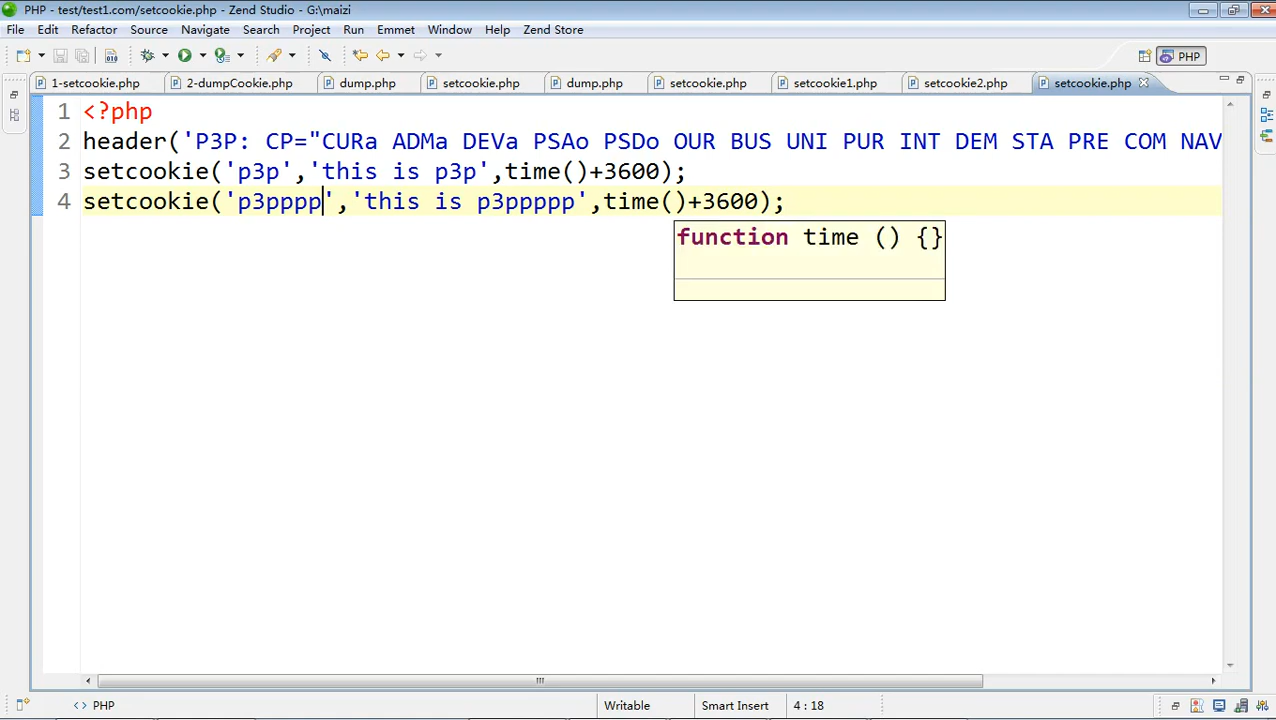 PHP - test/test1.com/setcookie.php - Zend Studio - G:\maizi
File Edit Refactor Source Navigate Search Project Run Emmet Window Help Zend Store
PHP
1-setcookie.php 2-dumpCookie.php dump.php setcookie.php dump.php setcookie.php setcookie1.php setcookie2.php setcookie.php
1 <?php
2 header('P3P: CP="CURa ADMa DEVa PSAo PSDo OUR BUS UNI PUR INT DEM STA PRE COM NAV
3 setcookie('p3p','this is p3p',time()+3600);
4 setcookie('p3pppp','this is p3ppppp',time()+3600);
function time () {}
<> PHP Writable Smart Insert 4 : 18